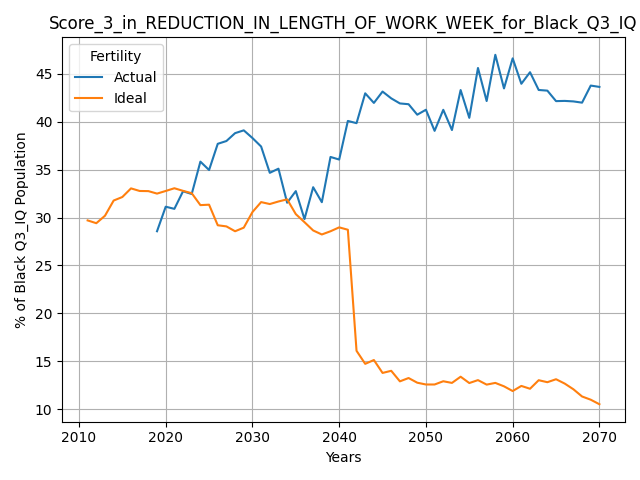 Score_3_in_REDUCTION_IN_LENGTH_OF_WORK_WEEK_for_Black_Q3_IQ
Fertility
Actual
Ideal
% of Black Q3_IQ Population
45
40
35
30
25
20
15
10
2010 2020 2030 2040 2050 2060 2070
Years